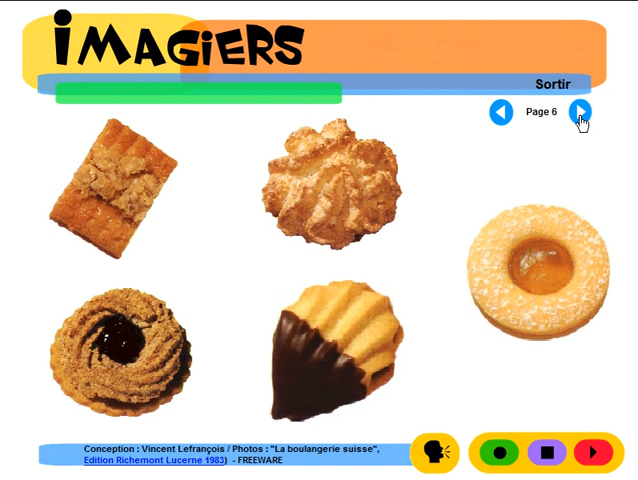 iMAGiERS
Sortir
Page 6
Conception : Vincent Lefrançois / Photos : "La boulangerie suisse",
Edition Richemont Lucerne 1983) - FREEWARE